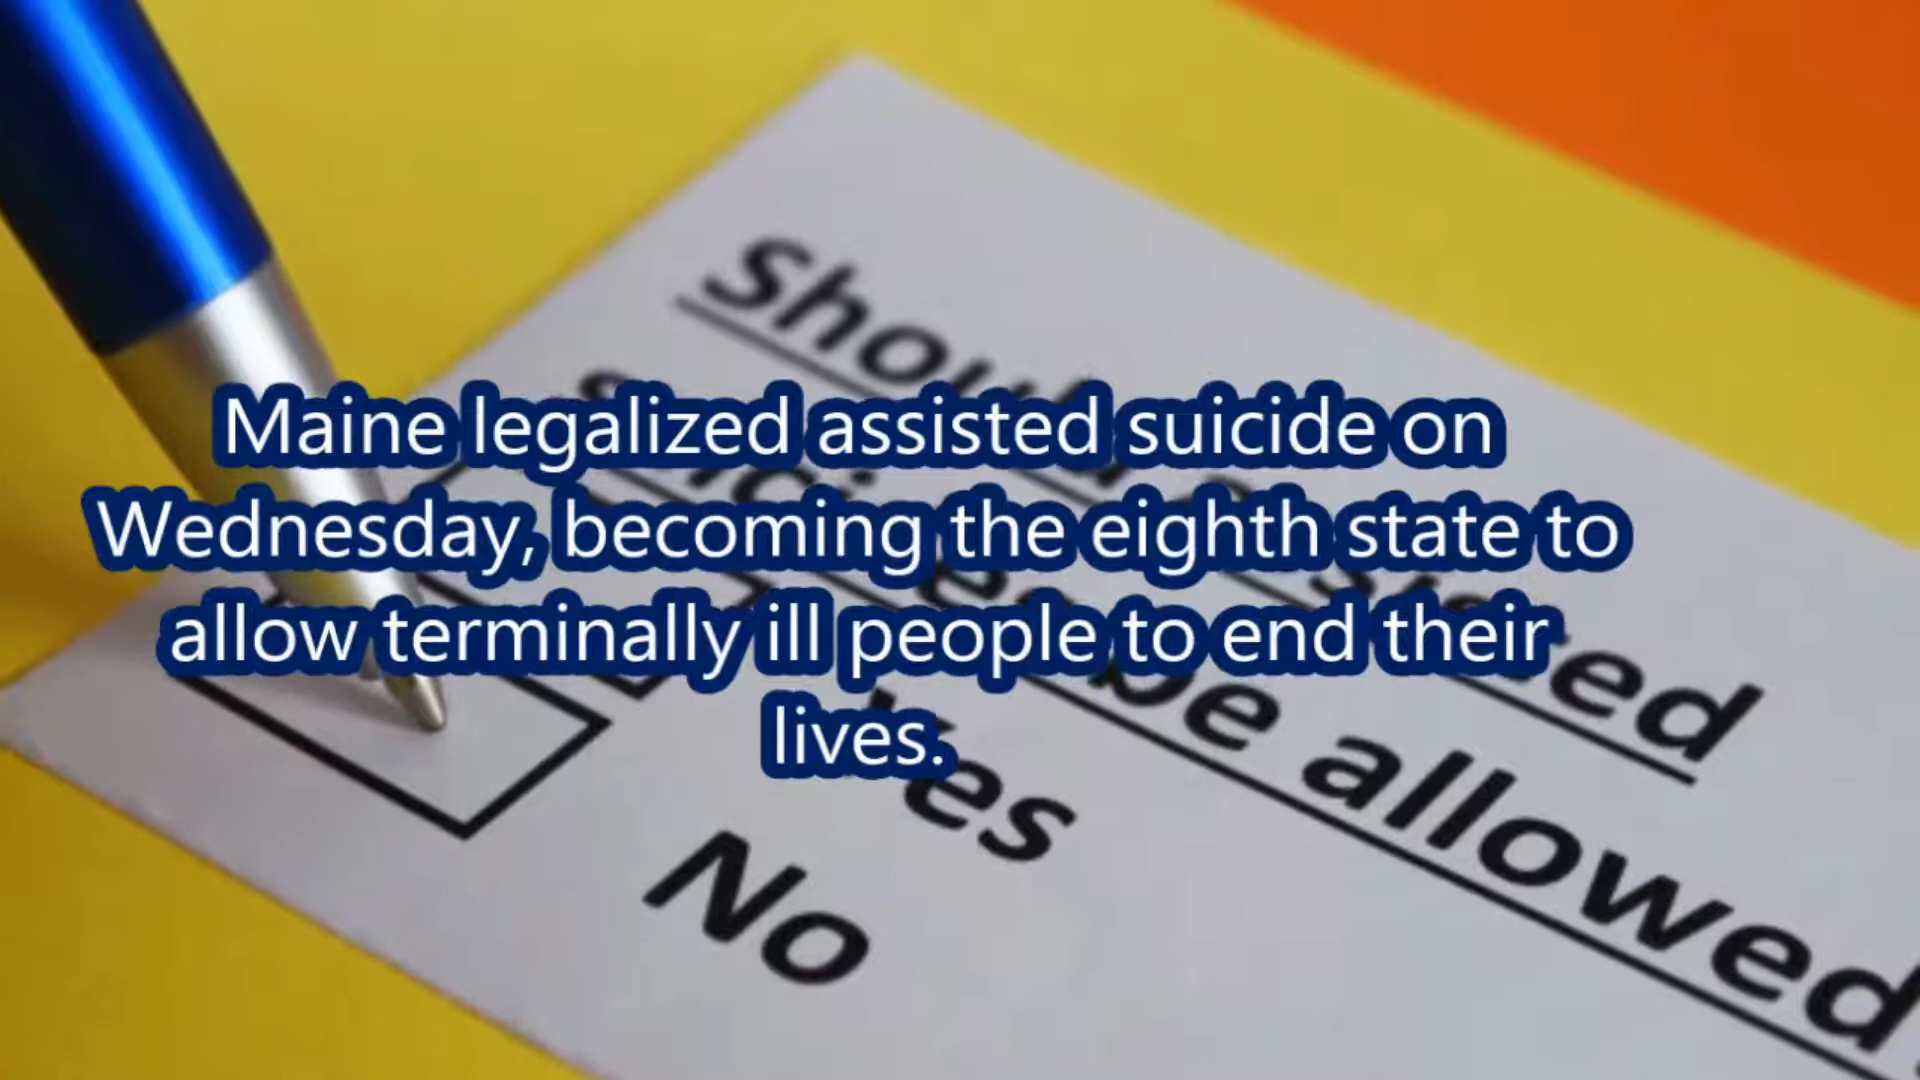 Maine legalized assisted suicide on
Wednesday, becoming the eighth state to
allow terminally ill people to end their
lives.
Should
be allowed
Yes
No